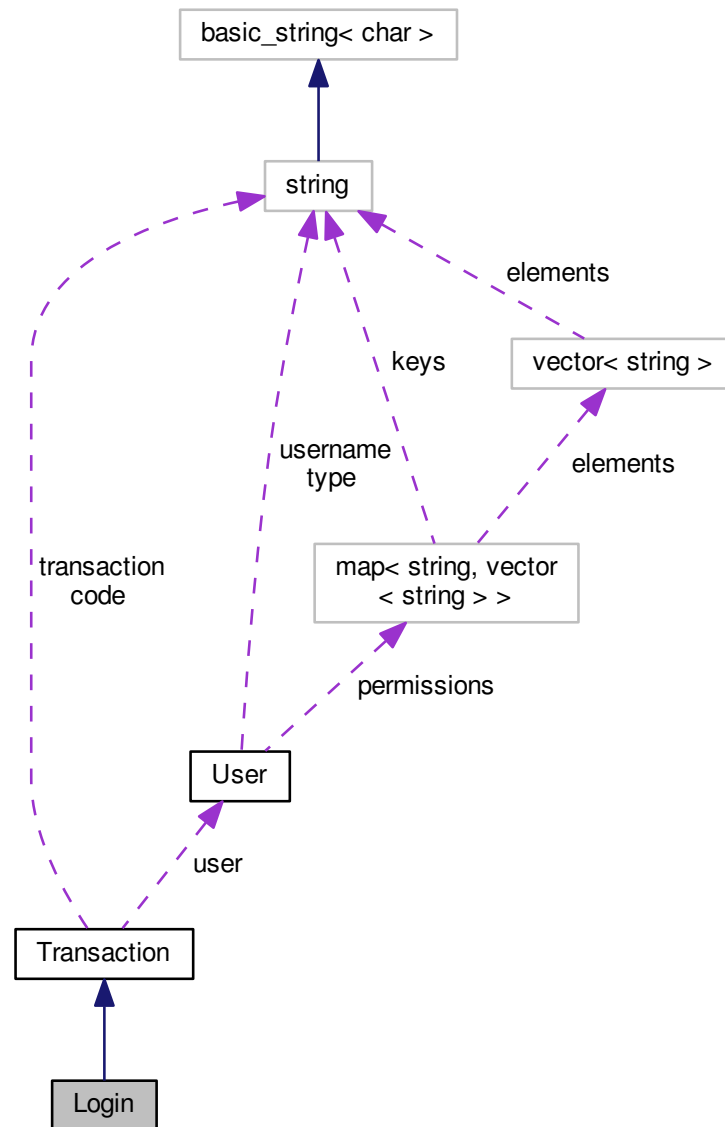 basic_string< char >
string
elements
vector< string >
keys
username
type
elements
transaction
code
map< string, vector
< string > >
permissions
User
user
Transaction
Login